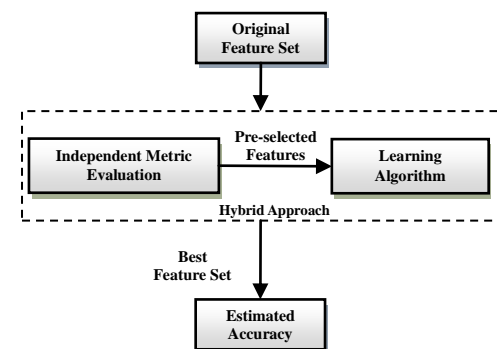 Original
Feature Set
Pre-selected
Features
Independent Metric
Evaluation
Learning
Algorithm
Hybrid Approach
Best
Feature Set
Estimated
Accuracy